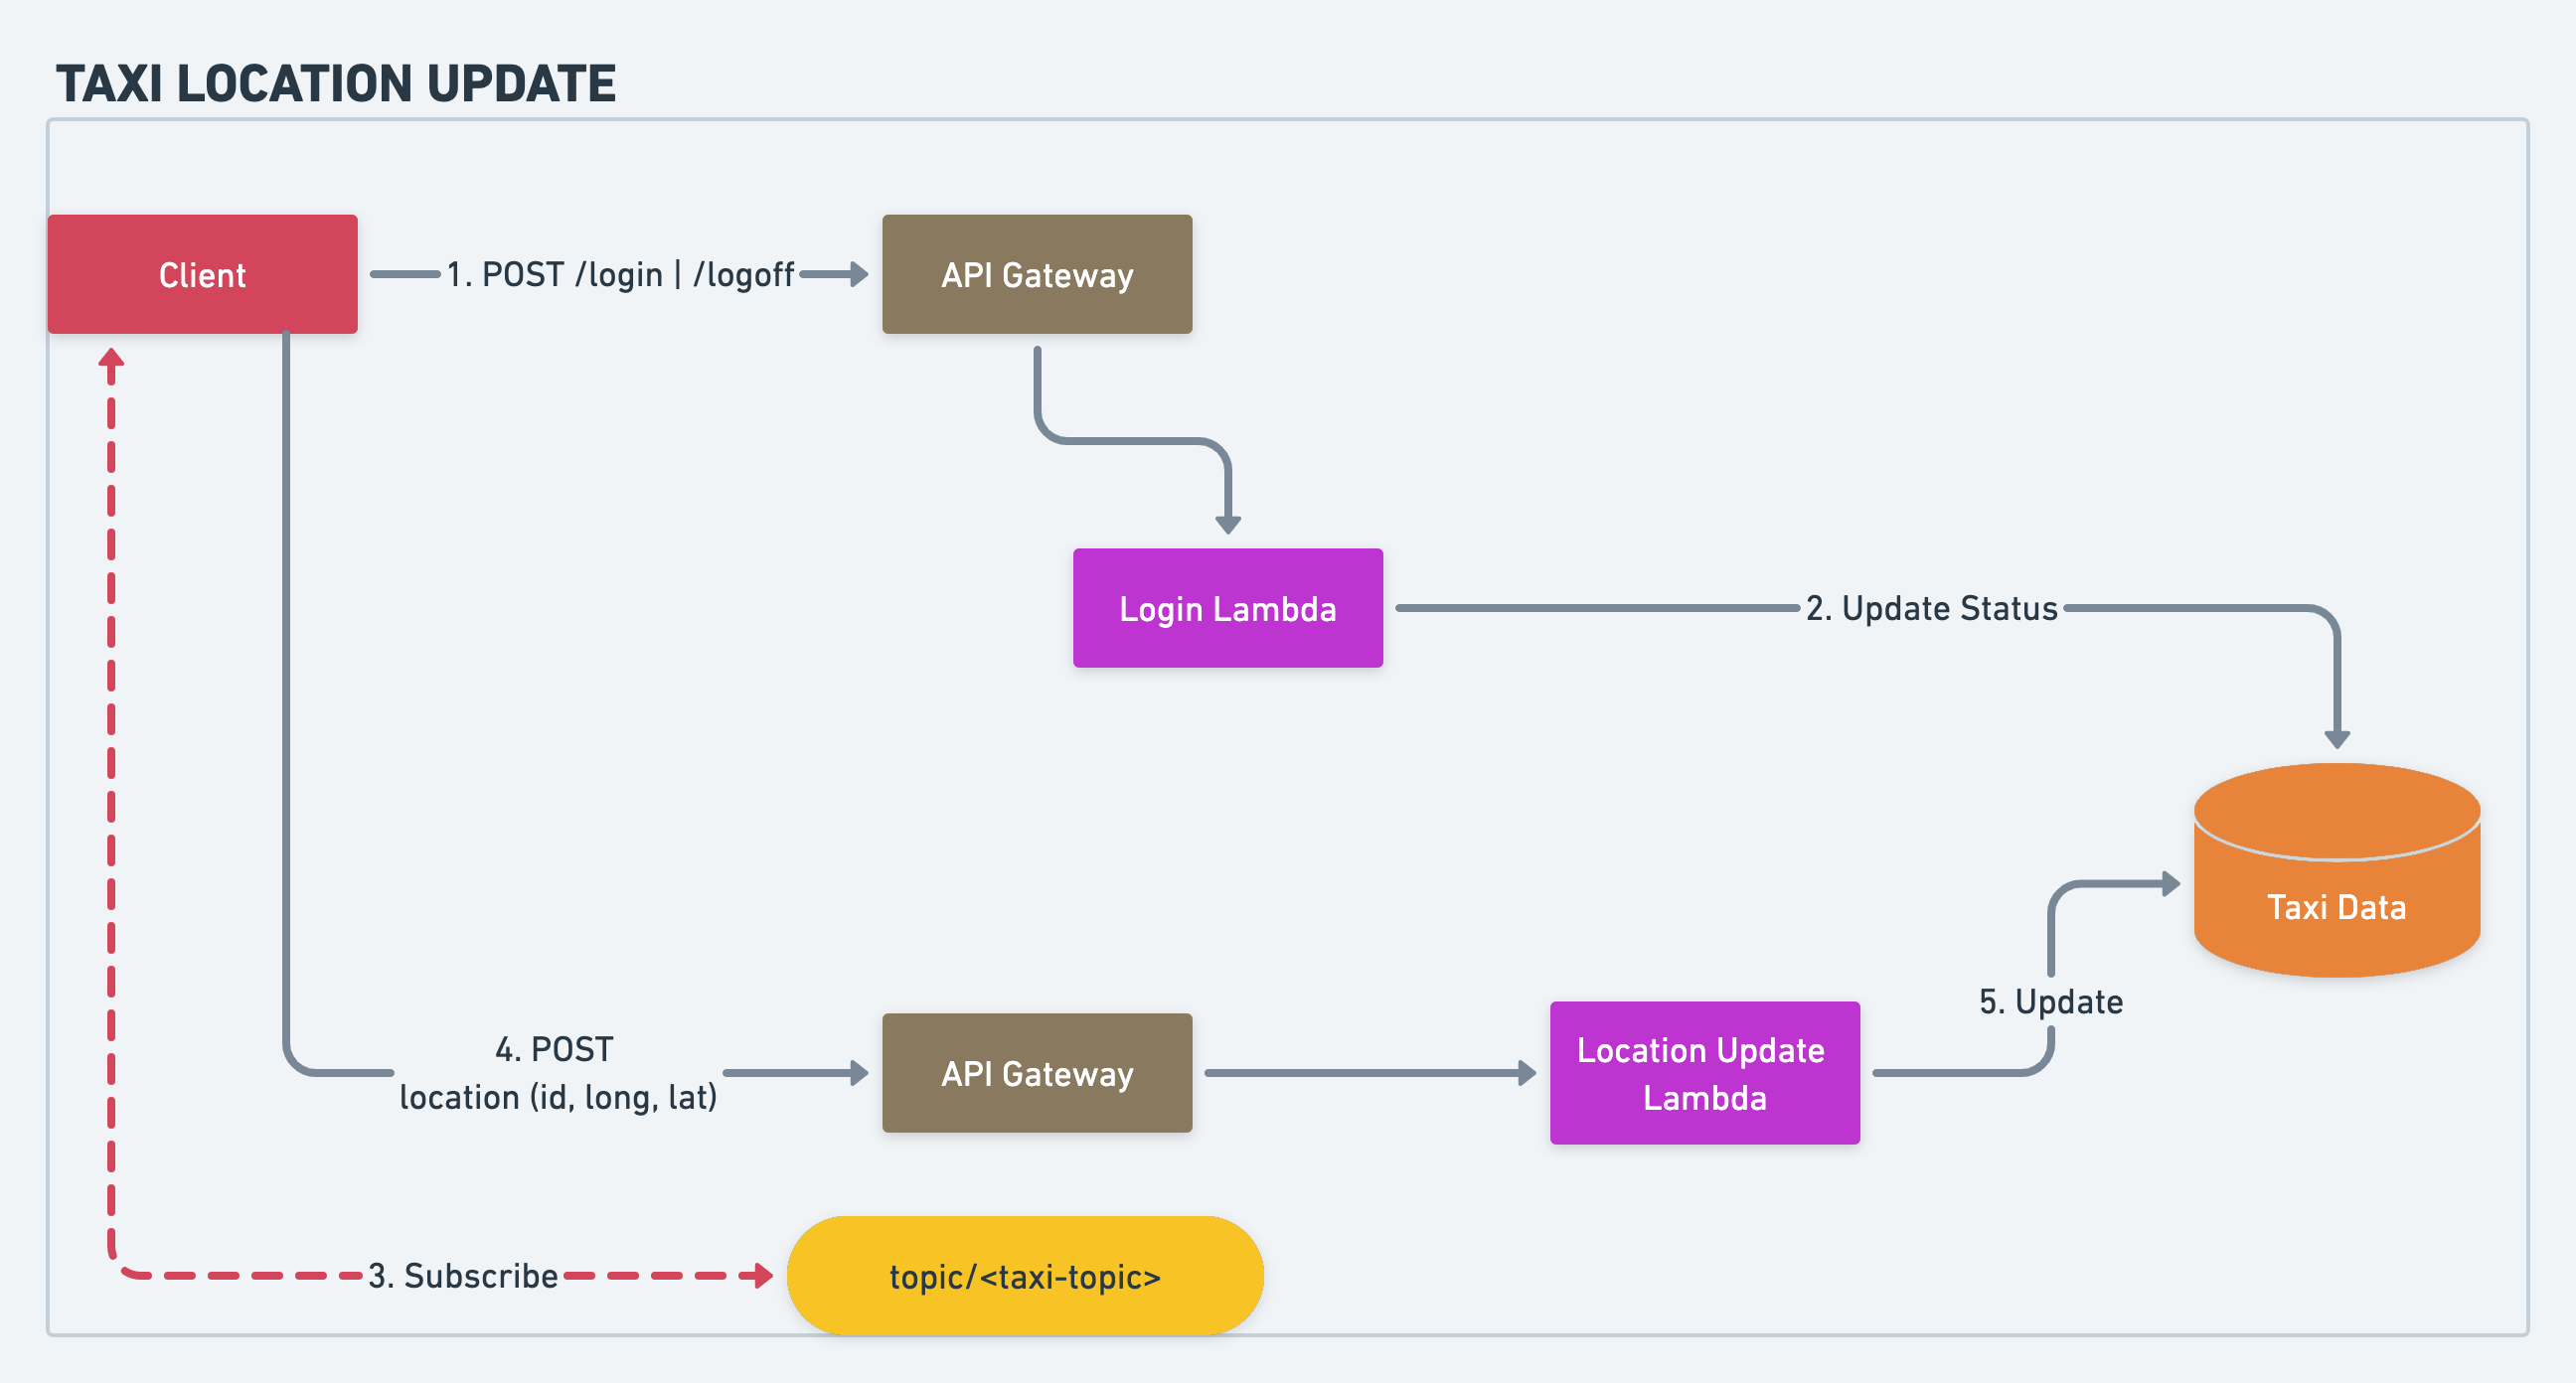 TAXI LOCATION UPDATE
Client
1. POST /login | /logoff
API Gateway
Login Lambda
2. Update Status
Taxi Data
5. Update
4. POST
location (id, long, lat)
API Gateway
Location Update
Lambda
3. Subscribe
topic/<taxi-topic>